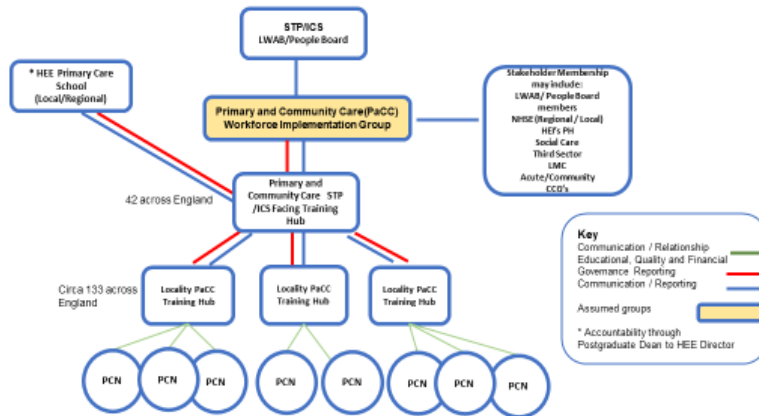 STP/ICS
LWAB/People Board
* HEE Primary Care
School
(Local/Regional)
Primary and Community Care(PaCC)
Workforce Implementation Group
Stakeholder Membership
may include:
LWAB/ People Board
members
NHSE (Regional / Local)
HEI's PH
Social Care
Third Sector
LMC
Acute/Community
CCO's
42 across England
Primary and
Community Care STP
/ICS Facing Training
Hub
Circa 133 across
England
Locality PaCC
Training Hub
Locality PaCC
Training Hub
Locality PaCC
Training Hub
PCN
PCN
PCN
PCN
PCN
PCN
PCN
PCN
Key
Communication / Relationship
Educational, Quality and Financial
Governance Reporting
Communication / Reporting
Assumed groups
* Accountability through
Postgraduate Dean to HEE Director